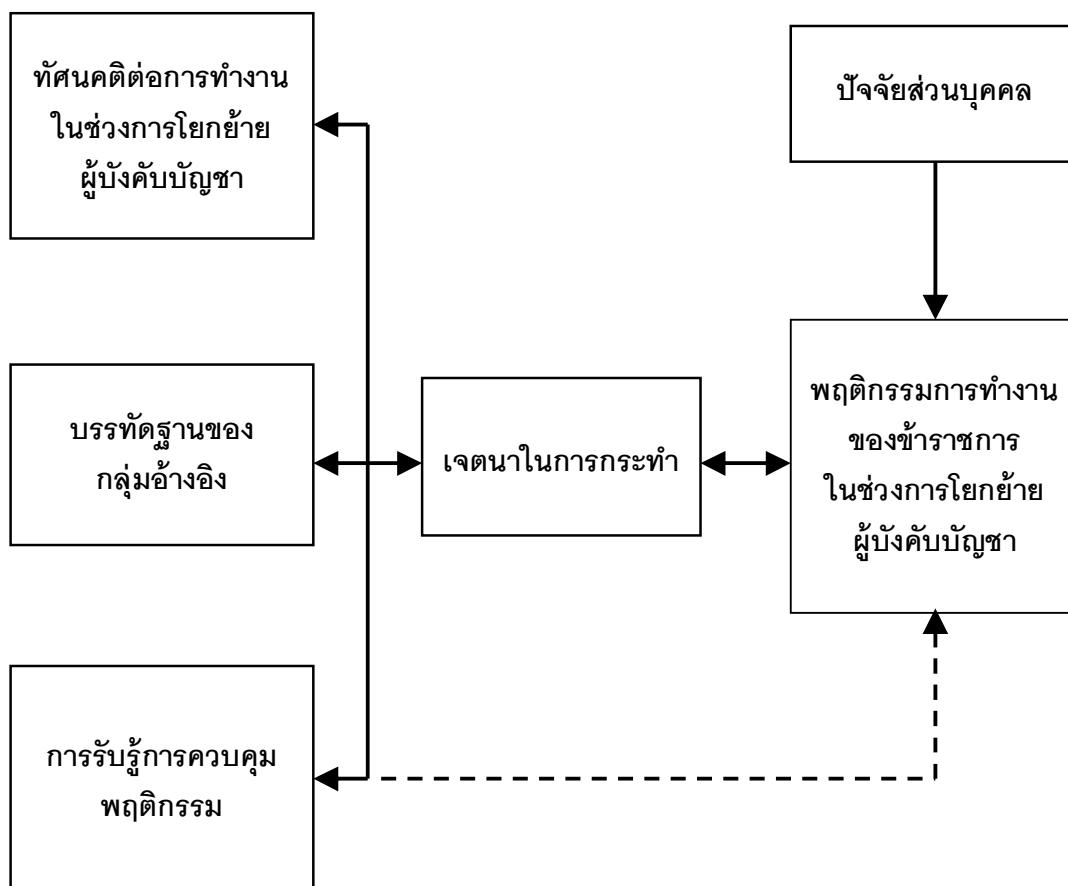 ทัศนคติต่อการทำงาน
ในช่วงการโยกย้าย
ผู้บังคับบัญชา
ปัจจัยส่วนบุคคล
บรรทัดฐานของ
กลุ่มอ้างอิง
เจตนาในการกระทำ
พฤติกรรมการทำงาน
ของข้าราชการ
ในช่วงการโยกย้าย
ผู้บังคับบัญชา
การรับรู้การควบคุม
พฤติกรรม